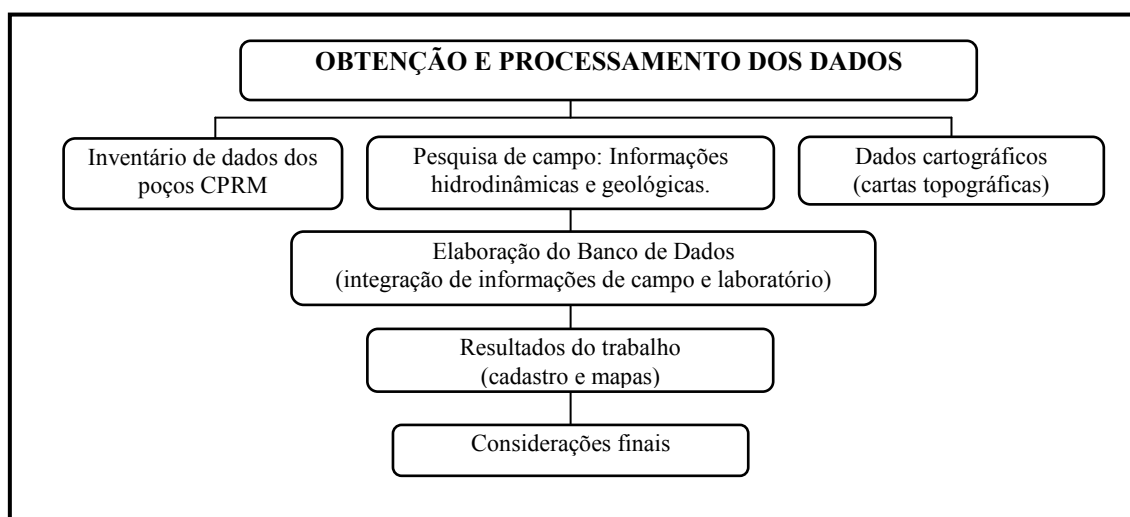 OBTENÇÃO E PROCESSAMENTO DOS DADOS
Inventário de dados dos
poços CPRM
Pesquisa de campo: Informações
hidrodinâmicas e geológicas.
Dados cartográficos
(cartas topográficas)
Elaboração do Banco de Dados
(integração de informações de campo e laboratório)
Resultados do trabalho
(cadastro e mapas)
Considerações finais